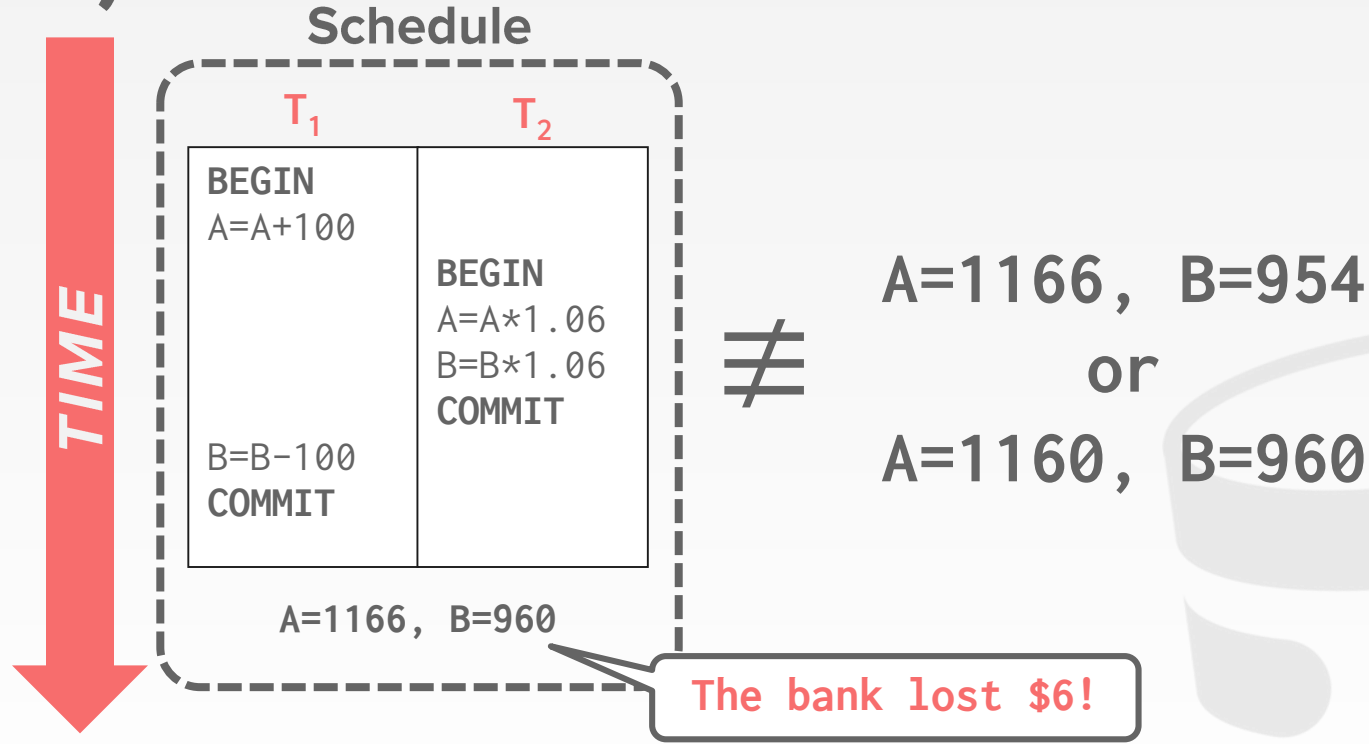 Schedule
TIME
T₁ T₂
BEGIN
A=A+100
BEGIN
A=A*1.06
B=B*1.06
COMMIT
B=B-100
COMMIT
A=1166, B=960
≢
A=1166, B=954
or
A=1160, B=960
The bank lost $6!